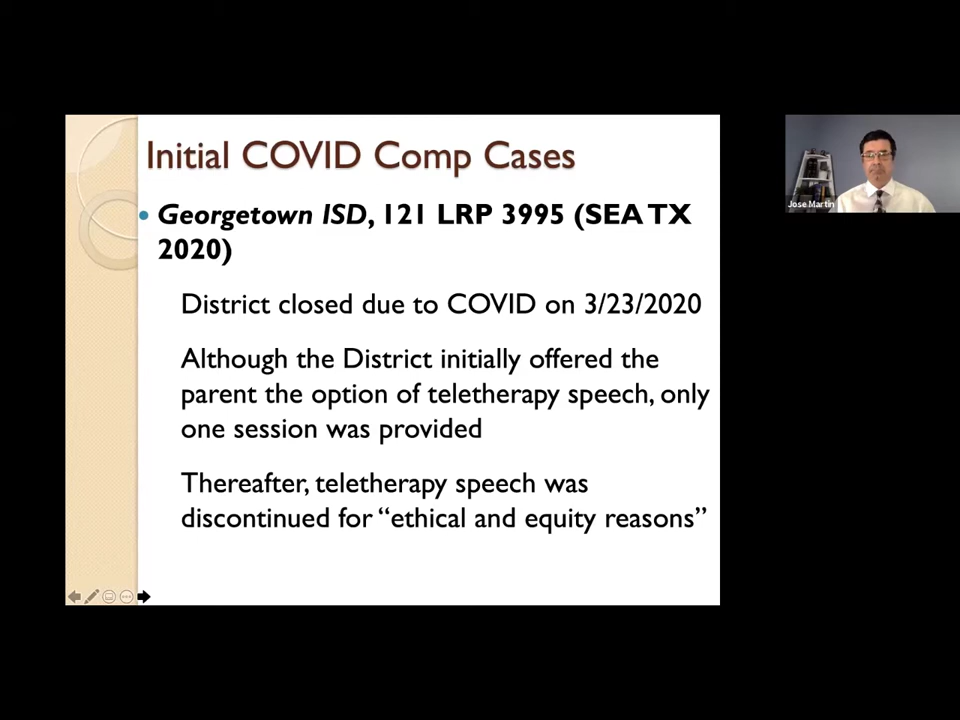 Initial COVID Comp Cases
• Georgetown ISD, 121 LRP 3995 (SEA TX
2020)
District closed due to COVID on 3/23/2020
Although the District initially offered the
parent the option of teletherapy speech, only
one session was provided
Thereafter, teletherapy speech was
discontinued for “ethical and equity reasons”
Jose Martin